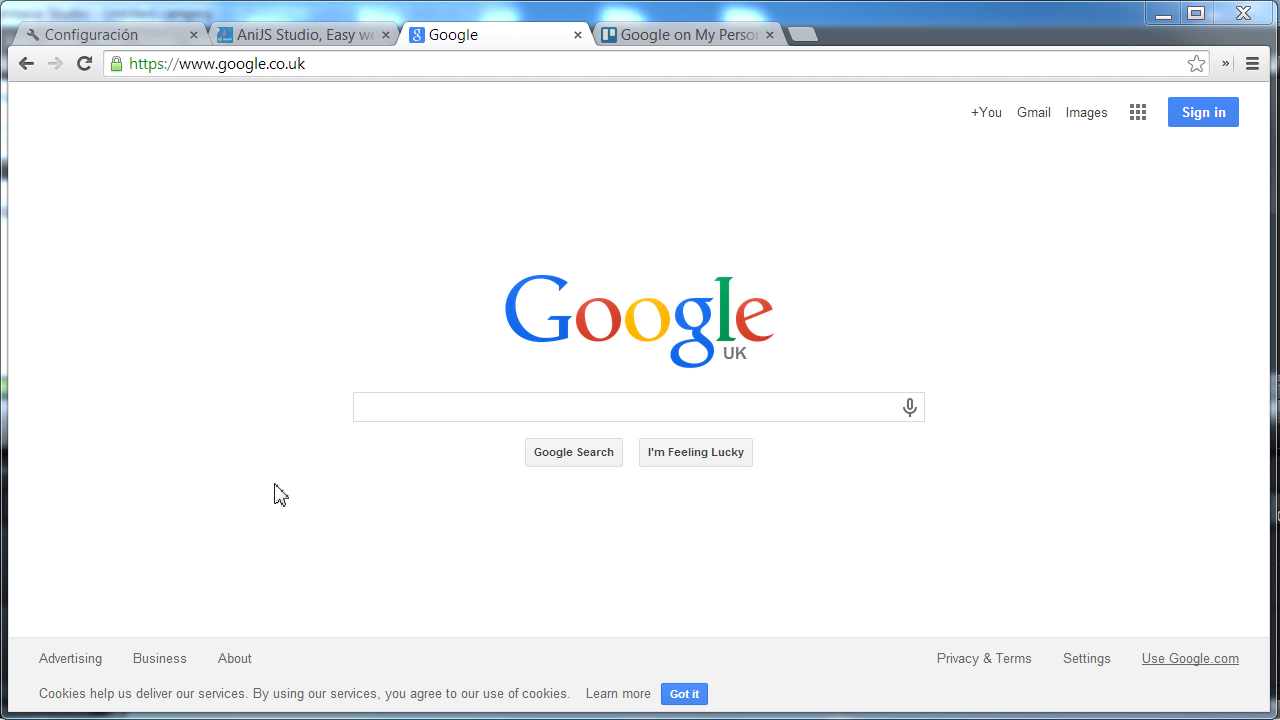 Configuración
AniJS Studio, Easy we
Google
Google on My Person
https://www.google.co.uk
+You Gmail Images Sign in
Google
UK
Google Search I'm Feeling Lucky
Advertising Business About Privacy & Terms Settings Use Google.com
Cookies help us deliver our services. By using our services, you agree to our use of cookies. Learn more Got it